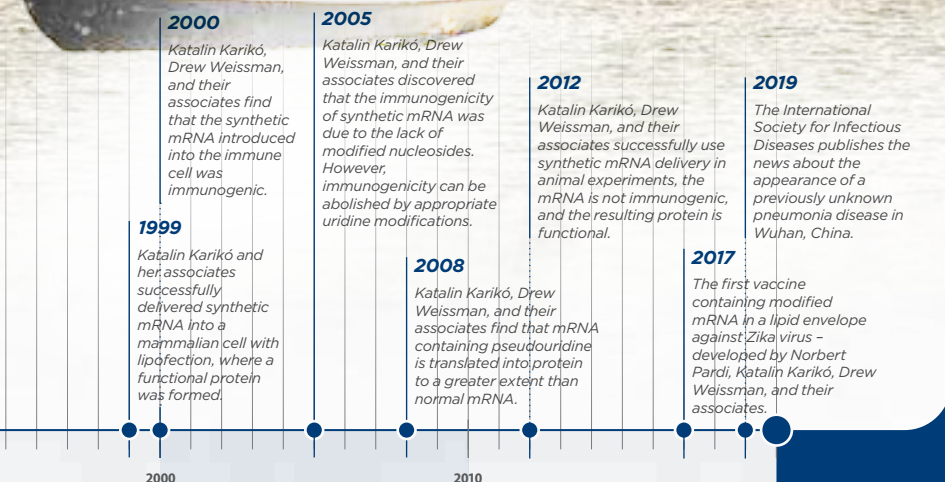 2000
Katalin Karikó,
Drew Weissman,
and their
associates find
that the synthetic
mRNA introduced
into the immune
cell was
immunogenic.
2005
Katalin Karikó, Drew
Weissman, and their
associates discovered
that the immunogenicity
of synthetic mRNA was
due to the lack of
modified nucleosides.
However,
immunogenicity can be
abolished by appropriate
uridine modifications.
2012
Katalin Karikó, Drew
Weissman, and their
associates successfully use
synthetic mRNA delivery in
animal experiments, the
mRNA is not immunogenic,
and the resulting protein is
functional.
2019
The International
Society for Infectious
Diseases publishes the
news about the
appearance of a
previously unknown
pneumonia disease in
Wuhan, China.
1999
Katalin Karikó and
her associates
successfully
delivered synthetic
mRNA into a
mammalian cell with
lipofection, where a
functional protein
was formed.
2008
Katalin Karikó, Drew
Weissman, and their
associates find that mRNA
containing pseudouridine
is translated into protein
to a greater extent than
normal mRNA.
2017
The first vaccine
containing modified
mRNA in a lipid envelope
against Zika virus –
developed by Norbert
Pardi, Katalin Karikó, Drew
Weissman, and their
associates.
2000
2010